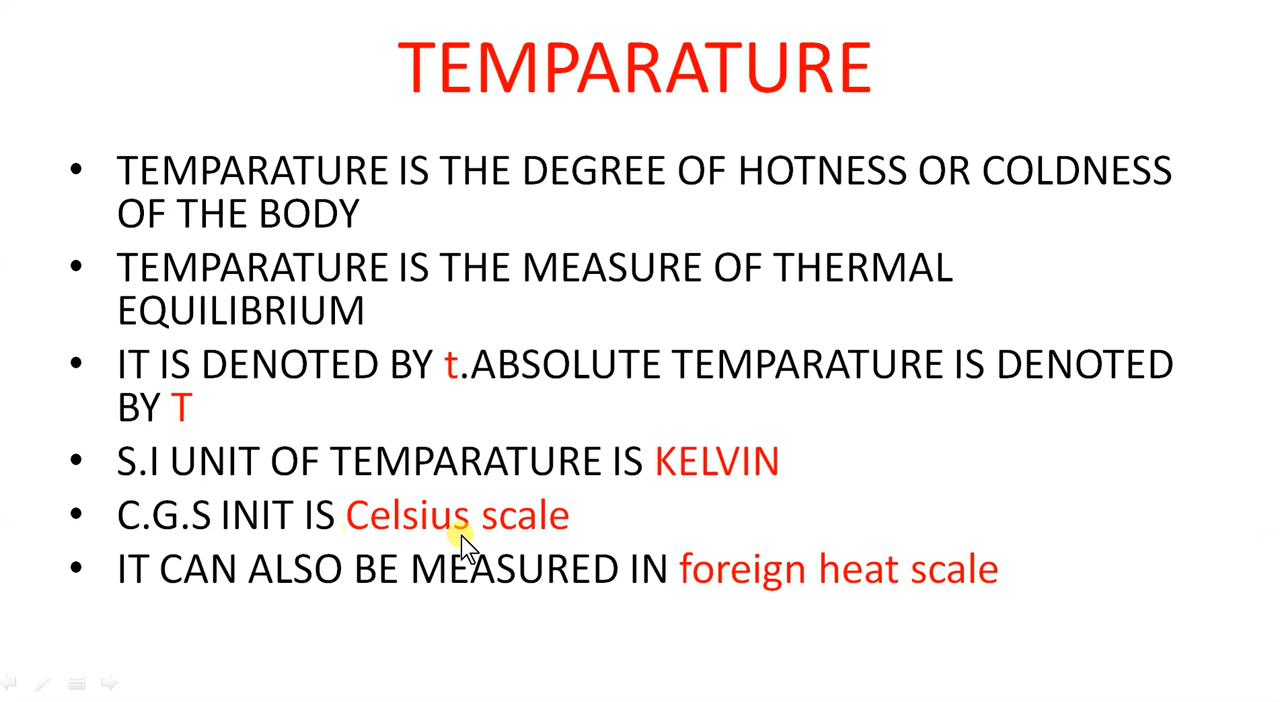 TEMPARATURE
• TEMPARATURE IS THE DEGREE OF HOTNESS OR COLDNESS
OF THE BODY
• TEMPARATURE IS THE MEASURE OF THERMAL
EQUILIBRIUM
• IT IS DENOTED BY t.ABSOLUTE TEMPARATURE IS DENOTED
BY T
• S.I UNIT OF TEMPARATURE IS KELVIN
• C.G.S INIT IS Celsius scale
• IT CAN ALSO BE MEASURED IN foreign heat scale